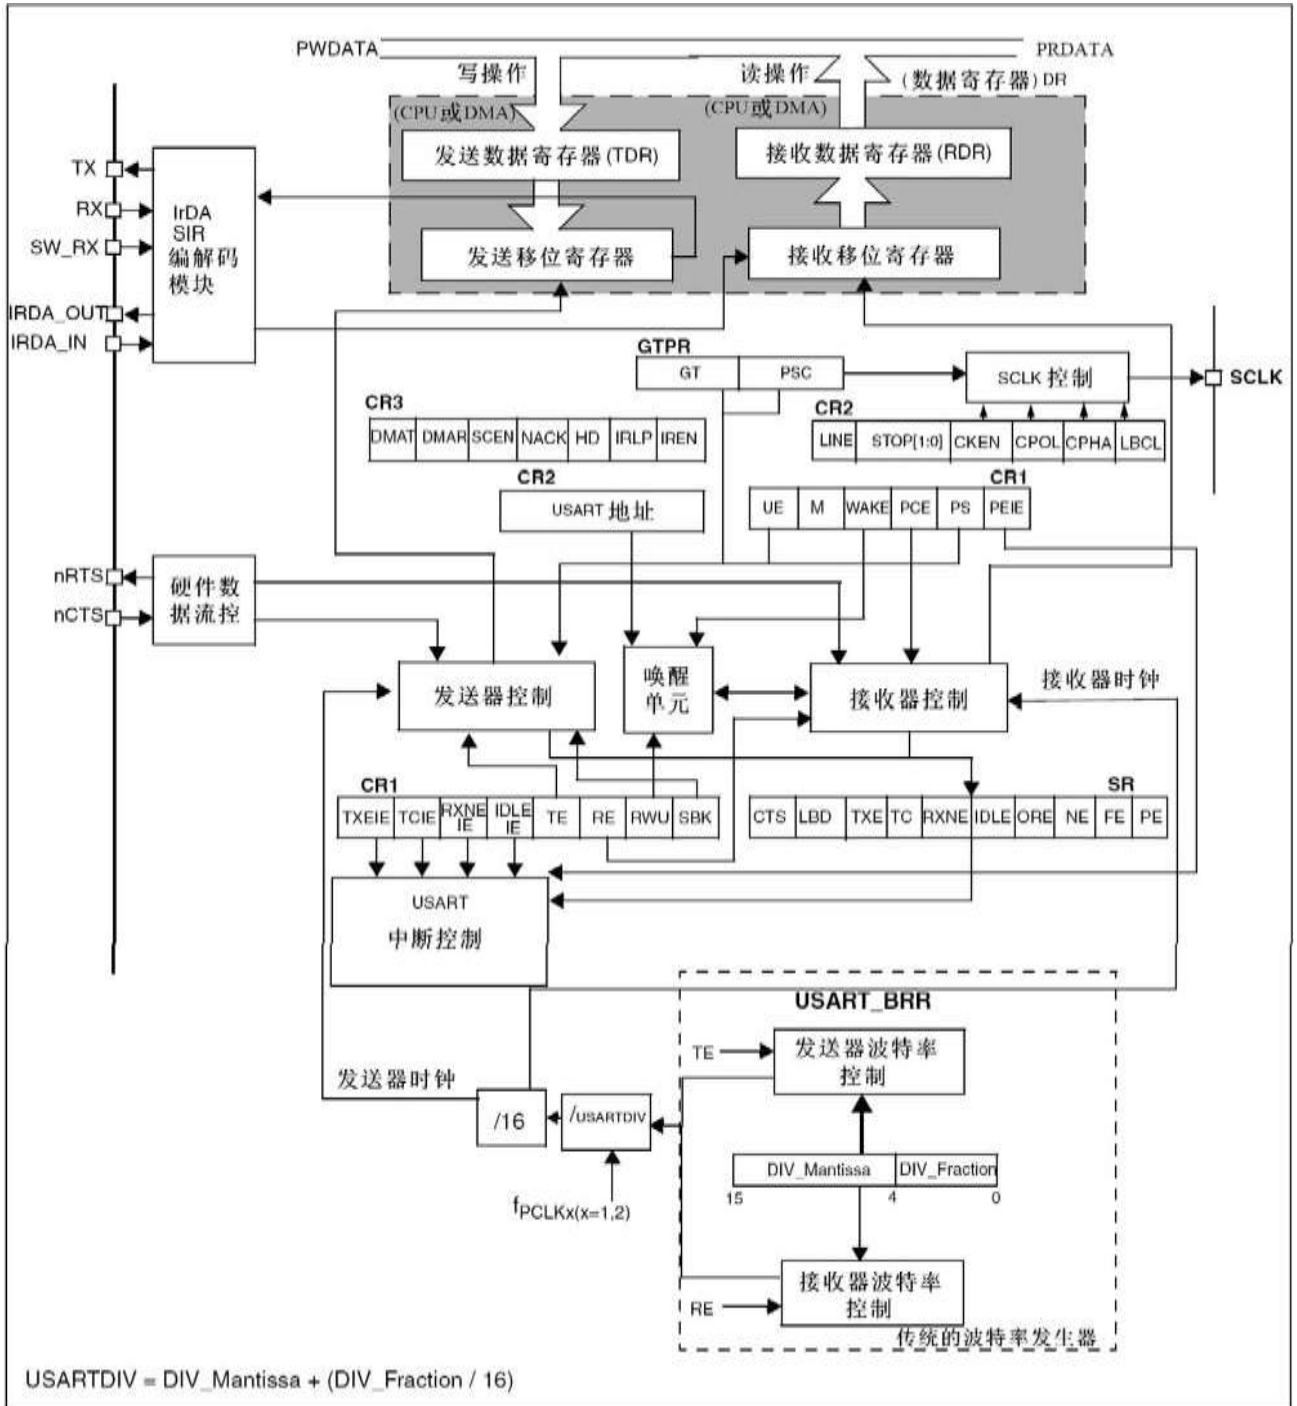 PWDATA
PRDATA
写操作
读操作
(数据寄存器) DR
(CPU或DMA)
(CPU或DMA)
发送数据寄存器(TDR)
接收数据寄存器(RDR)
TX
RX
SW_RX
IRDA_OUT
IRDA_IN
IrDA
SIR
编解码
模块
发送移位寄存器
接收移位寄存器
GTPR
GT
PSC
SCLK 控制
SCLK
CR3
DMAT
DMAR
SCEN
NACK
HD
IRLP
IREN
CR2
LINE
STOP[1:0]
CKEN
CPOL
CPHA
LBCL
CR2
USART 地址
CR1
UE
M
WAKE
PCE
PS
PEIE
nRTS
nCTS
硬件数
据流控
发送器控制
唤醒
单元
接收器控制
接收器时钟
CR1
TXEIE
TCIE
RXNE
IE
IDLE
IE
TE
RE
RWU
SBK
SR
CTS
LBD
TXE
TC
RXNE
IDLE
ORE
NE
FE
PE
USART
中断控制
USART_BRR
TE
发送器波特率
控制
发送器时钟
/16
/USARTDIV
DIV_Mantissa
DIV_Fraction
15
4
0
fPCLKx(x=1,2)
接收器波特率
控制
RE
传统的波特率发生器
USARTDIV = DIV_Mantissa + (DIV_Fraction / 16)